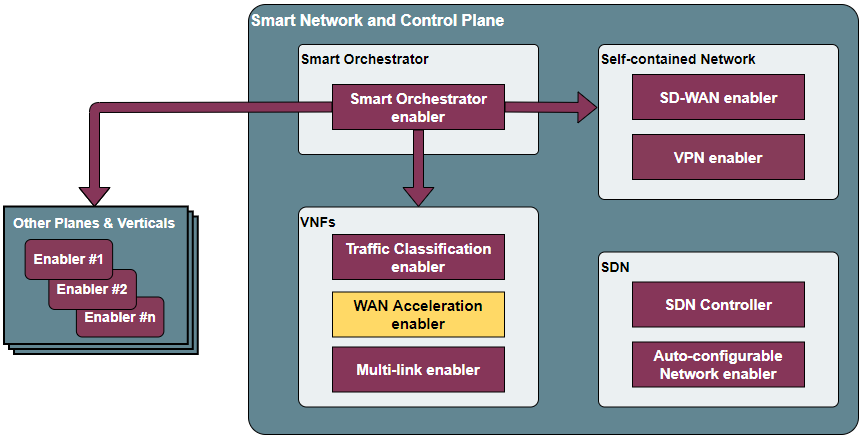 Smart Network and Control Plane
Smart Orchestrator
Smart Orchestrator
enabler
Self-contained Network
SD-WAN enabler
VPN enabler
Other Planes & Verticals
Enabler #1
Enabler #2
Enabler #n
VNFs
Traffic Classification
enabler
WAN Acceleration
enabler
Multi-link enabler
SDN
SDN Controller
Auto-configurable
Network enabler